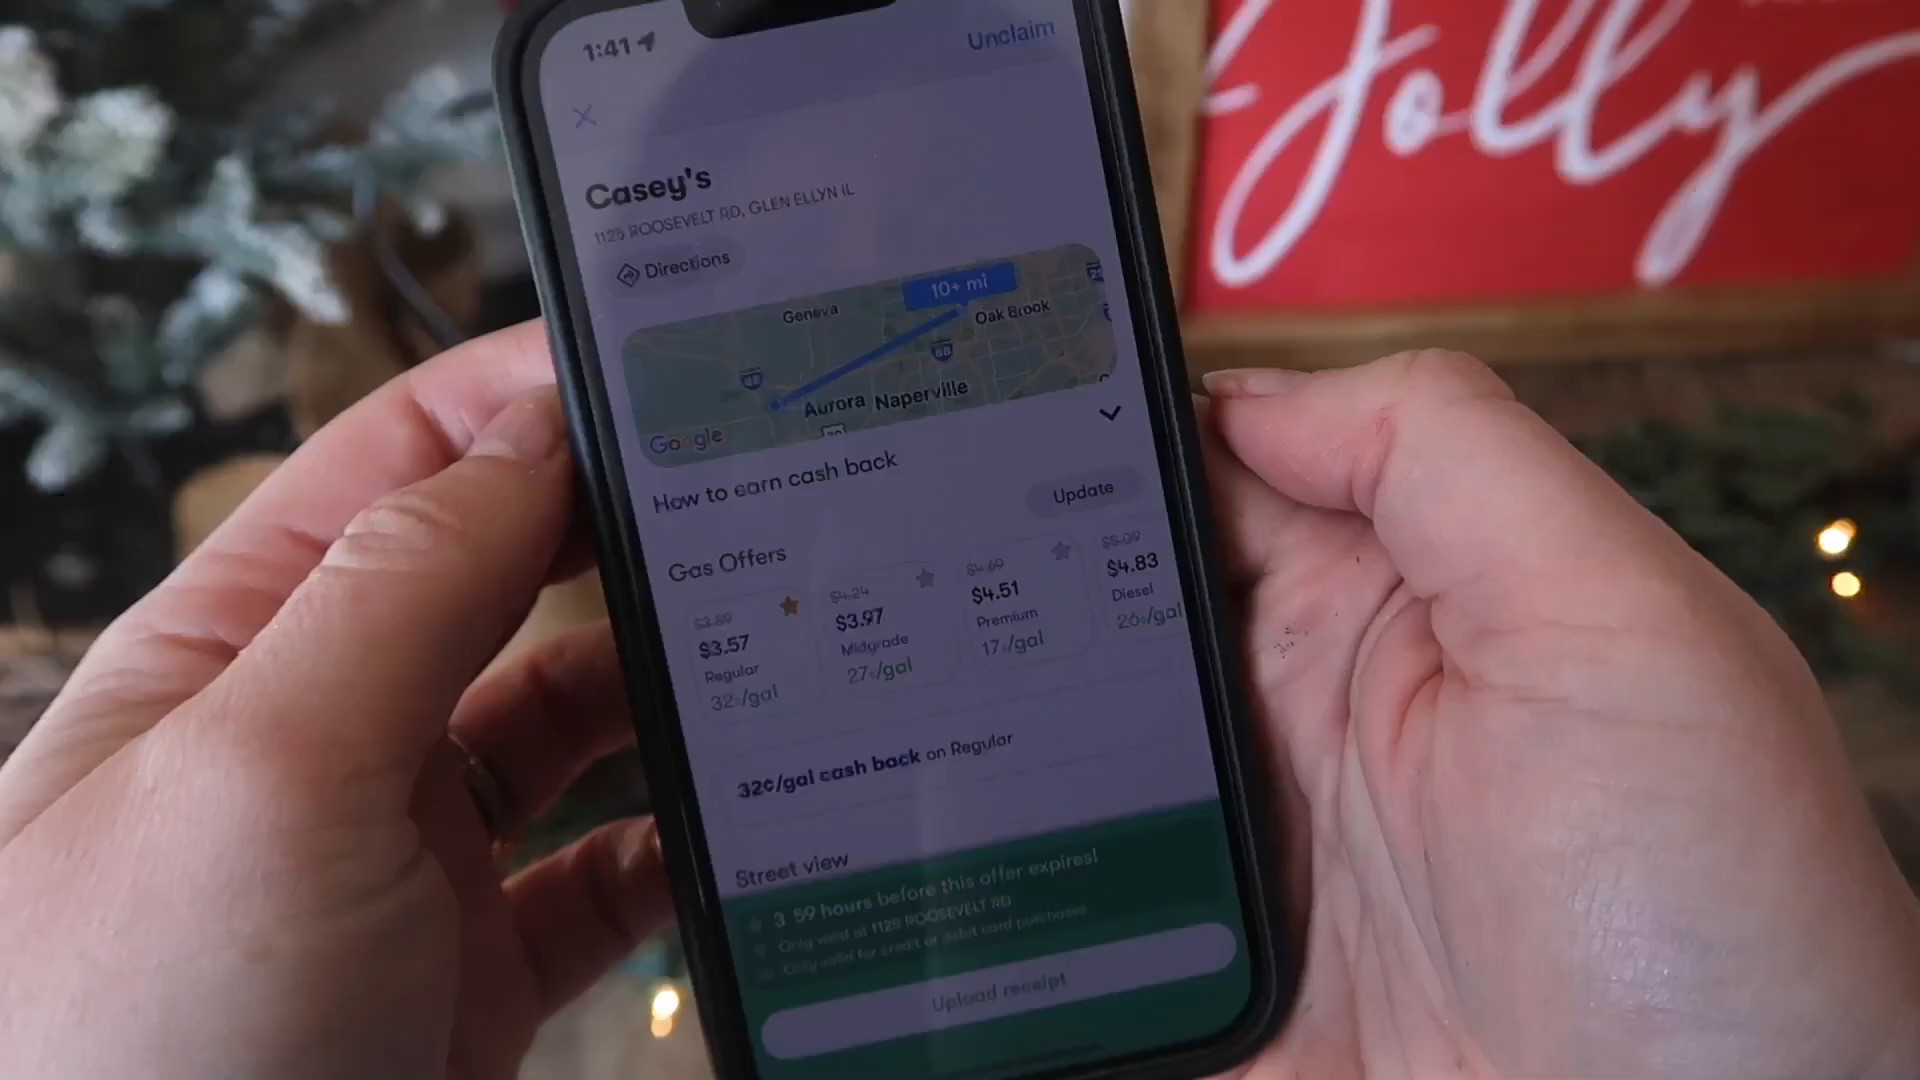 1:41
Unclaim
Jolly
Casey's
1125 ROOSEVELT RD, GLEN ELLYN IL
Directions
10+ mi
Geneva
Oak Brook
88
Aurora
Naperville
Google
How to earn cash back
Update
Gas Offers
$3.89
$4.24
$4.69
$5.09
$3.57
$3.97
$4.51
$4.83
Regular
Midgrade
Premium
Diesel
32¢/gal
27¢/gal
17¢/gal
26¢/gal
32¢/gal cash back on Regular
Street view
3 59 hours before this offer expires!
Only valid at 1125 ROOSEVELT RD
Only valid for credit or debit card purchases
Upload receipt